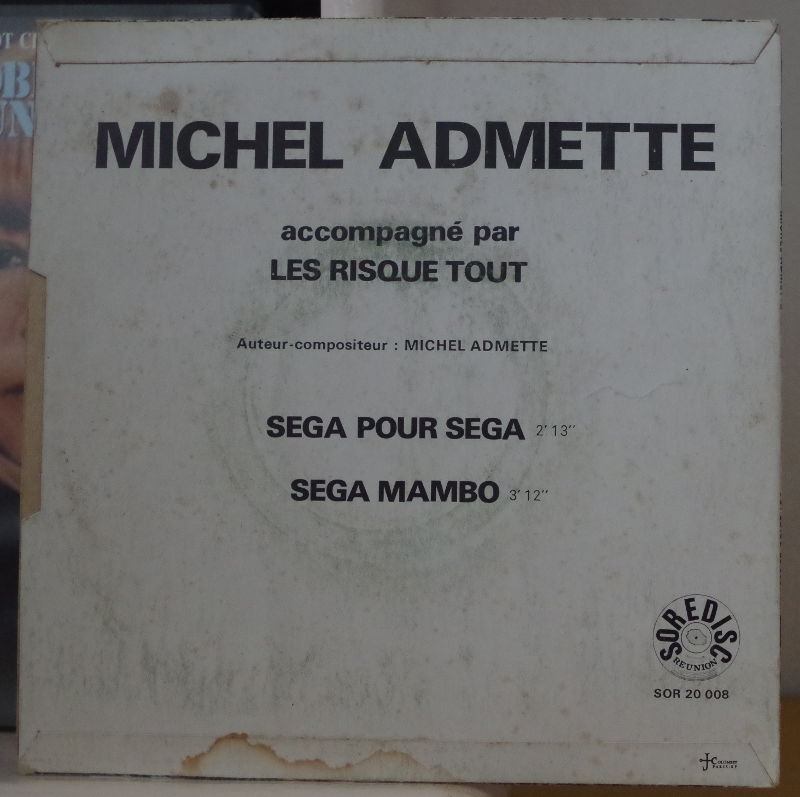 MICHEL ADMETTE
accompagné par
LES RISQUE TOUT
Auteur-compositeur : MICHEL ADMETTE
SEGA POUR SEGA 2' 13''
SEGA MAMBO 3' 12''
SOREDISC
REUNION
SOR 20 008